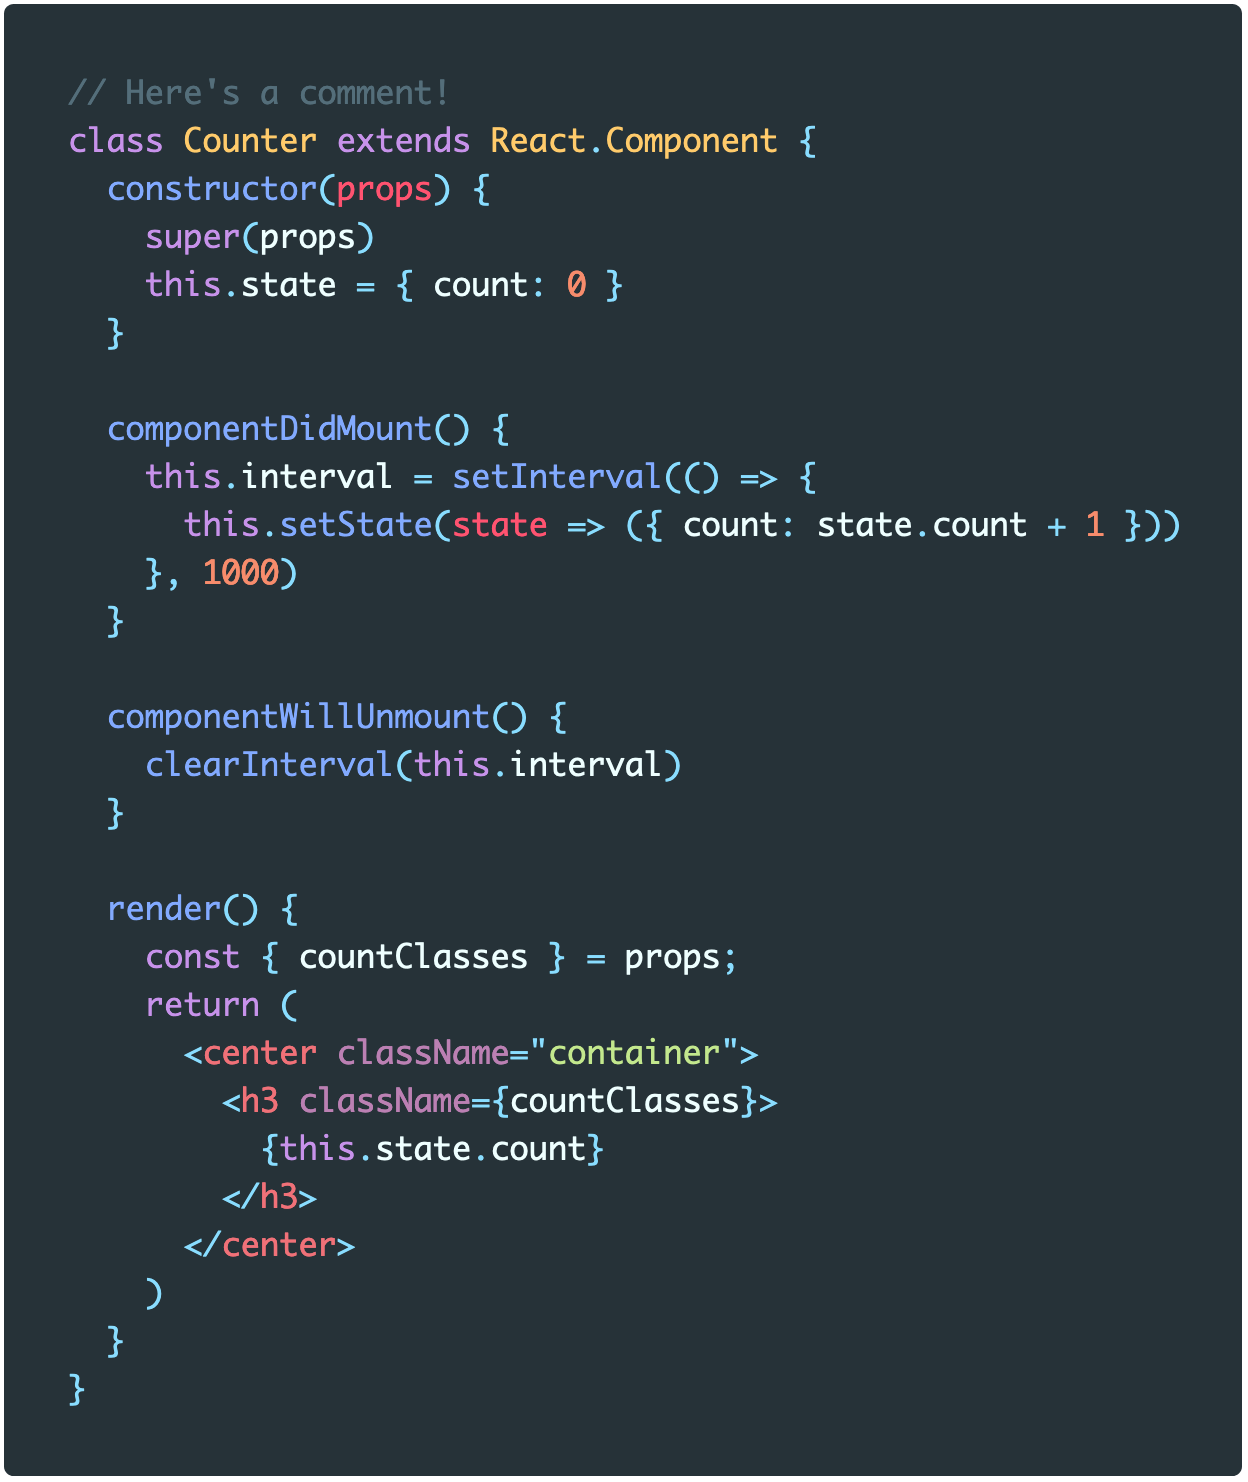 // Here's a comment!
class Counter extends React.Component {
  constructor(props) {
    super(props)
    this.state = { count: 0 }
  }

  componentDidMount() {
    this.interval = setInterval(() => {
      this.setState(state => ({ count: state.count + 1 }))
    }, 1000)
  }

  componentWillUnmount() {
    clearInterval(this.interval)
  }

  render() {
    const { countClasses } = props;
    return (
      <center className="container">
        <h3 className={countClasses}>
          {this.state.count}
        </h3>
      </center>
    )
  }
}